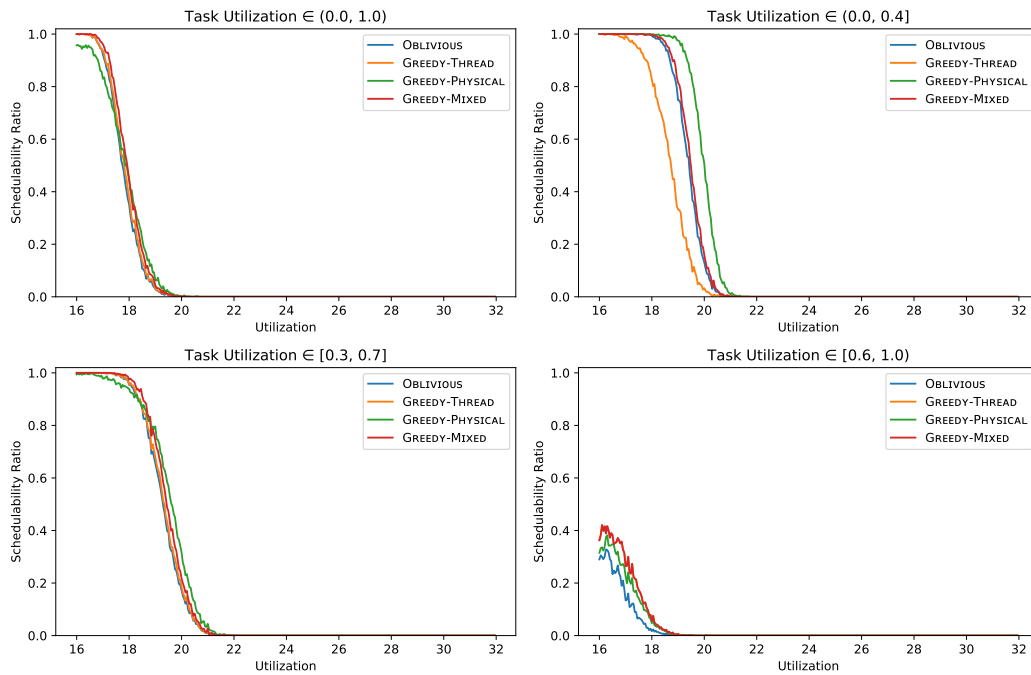 Task Utilization ∈ (0.0, 1.0)
Schedulability Ratio
1.0
0.8
0.6
0.4
0.2
0.0
OBLIVIOUS
GREEDY-THREAD
GREEDY-PHYSICAL
GREEDY-MIXED
16 18 20 22 24 26 28 30 32
Utilization
Task Utilization ∈ (0.0, 0.4]
Schedulability Ratio
1.0
0.8
0.6
0.4
0.2
0.0
OBLIVIOUS
GREEDY-THREAD
GREEDY-PHYSICAL
GREEDY-MIXED
16 18 20 22 24 26 28 30 32
Utilization
Task Utilization ∈ [0.3, 0.7]
Schedulability Ratio
1.0
0.8
0.6
0.4
0.2
0.0
OBLIVIOUS
GREEDY-THREAD
GREEDY-PHYSICAL
GREEDY-MIXED
16 18 20 22 24 26 28 30 32
Utilization
Task Utilization ∈ [0.6, 1.0)
Schedulability Ratio
1.0
0.8
0.6
0.4
0.2
0.0
OBLIVIOUS
GREEDY-THREAD
GREEDY-PHYSICAL
GREEDY-MIXED
16 18 20 22 24 26 28 30 32
Utilization